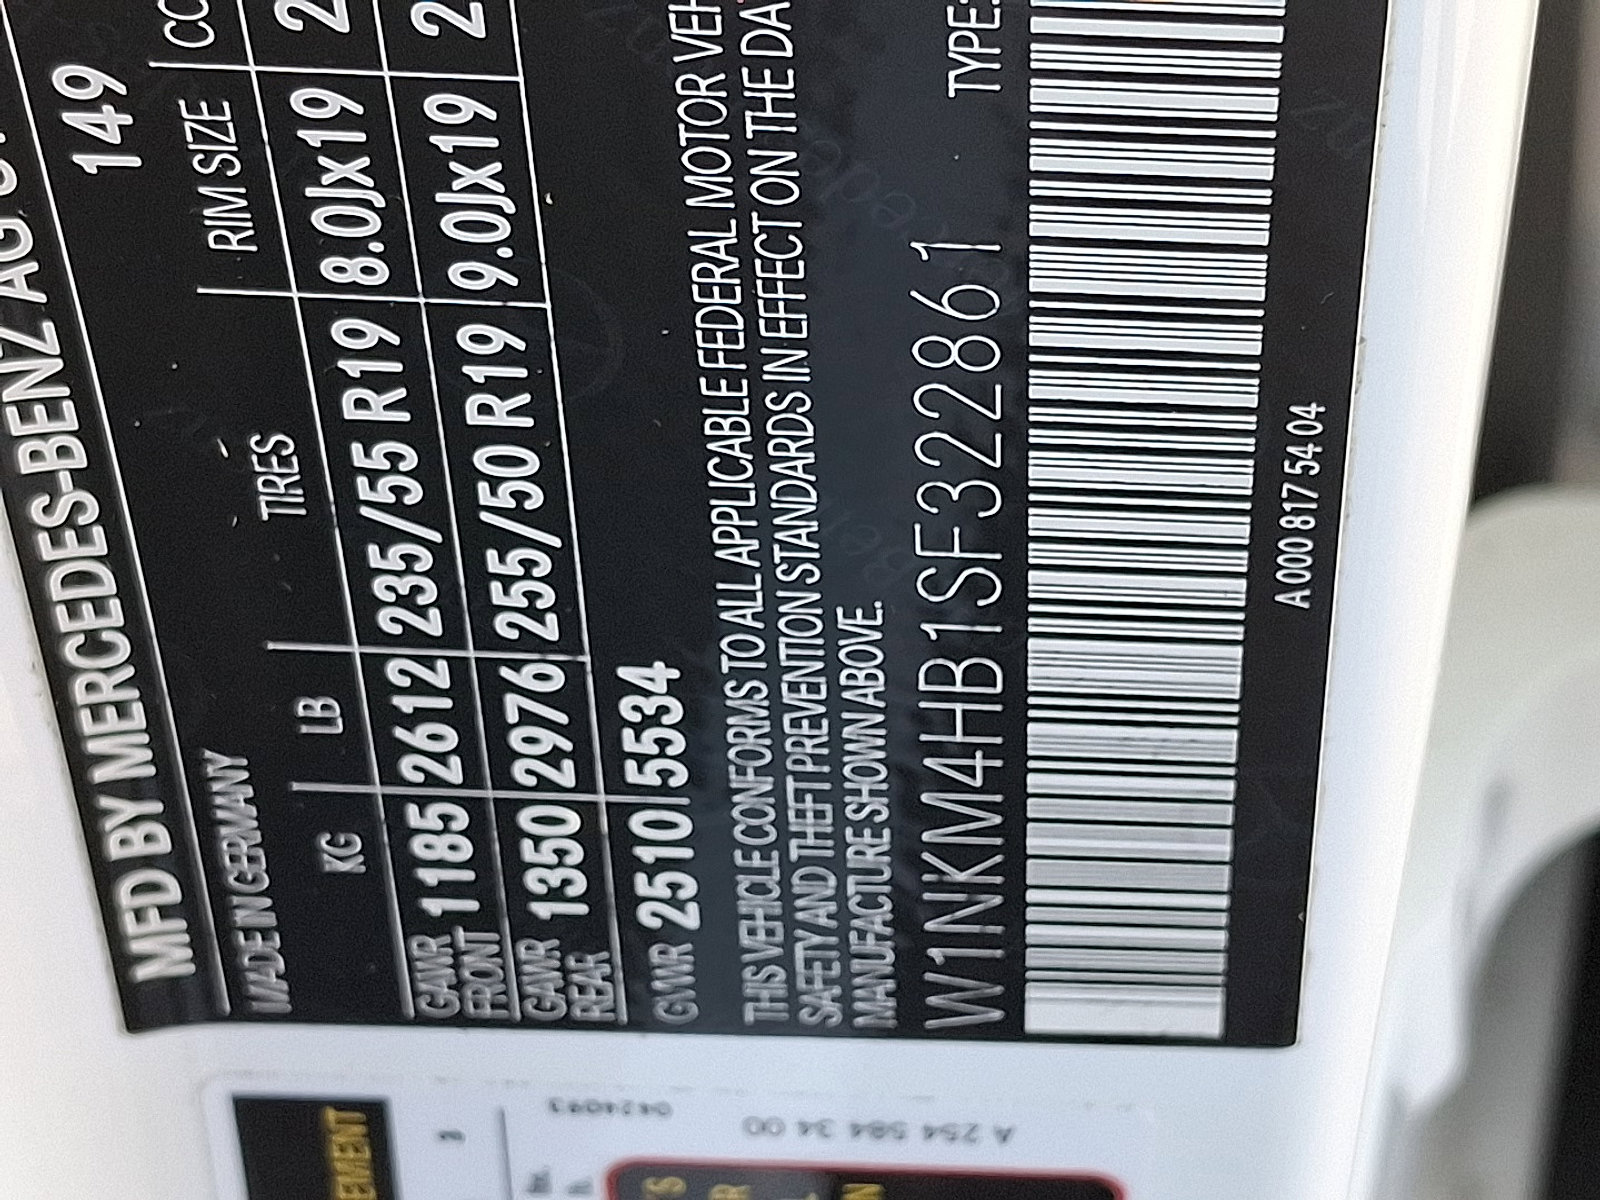 MFD BY MERCEDES-BENZ AG
149
MADE IN GERMANY
KG LB TIRES RIM SIZE
GAWR FRONT 1185 2612 235/55 R19 8.0Jx19
GAWR REAR 1350 2976 255/50 R19 9.0Jx19
GVWR 2510/5534
THIS VEHICLE CONFORMS TO ALL APPLICABLE FEDERAL MOTOR VEH
SAFETY AND THEFT PREVENTION STANDARDS IN EFFECT ON THE DA
MANUFACTURE SHOWN ABOVE.
W1NKM4HB1SF322861 TYPE:
A 000 817 54 04
EMENT
0424093
A 254 584 34 00